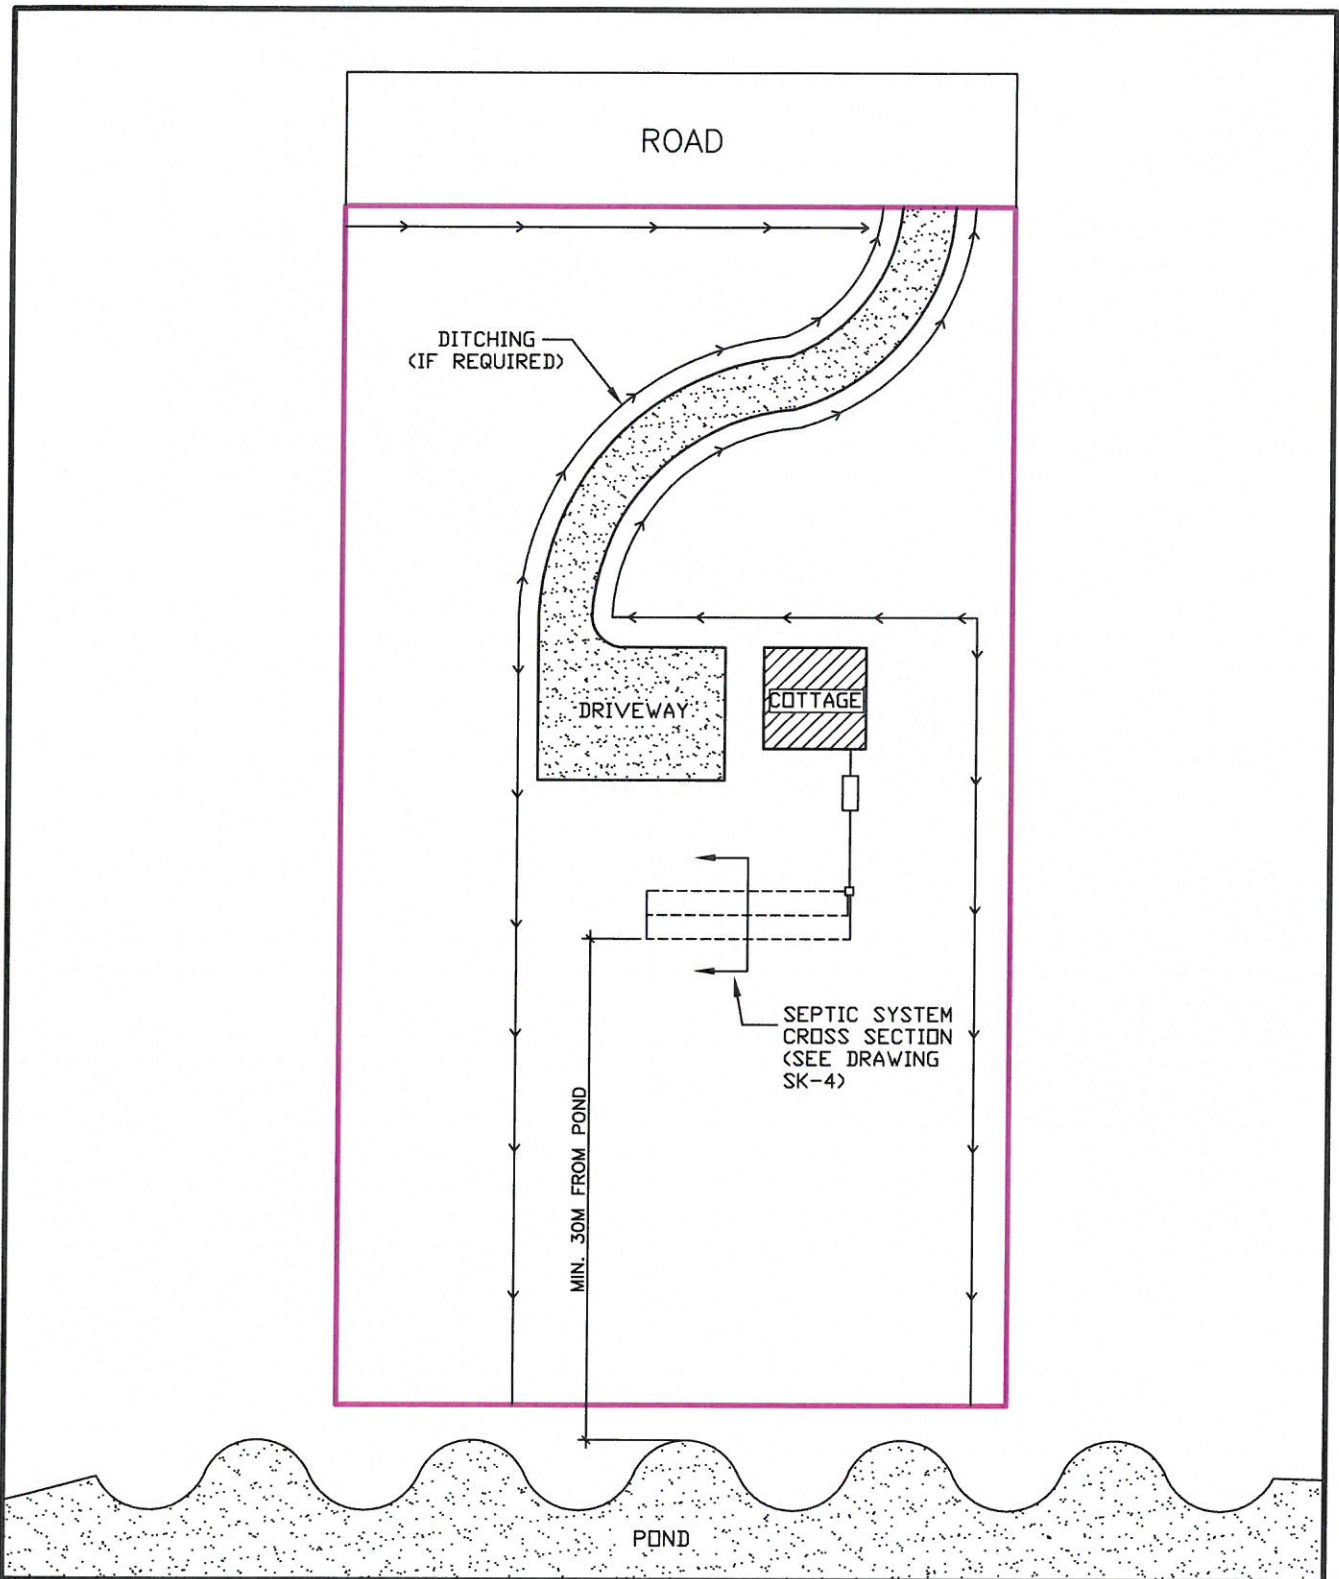 ROAD
DITCHING
(IF REQUIRED)
DRIVEWAY
COTTAGE
SEPTIC SYSTEM
CROSS SECTION
(SEE DRAWING
SK-4)
MIN. 30M FROM POND
POND